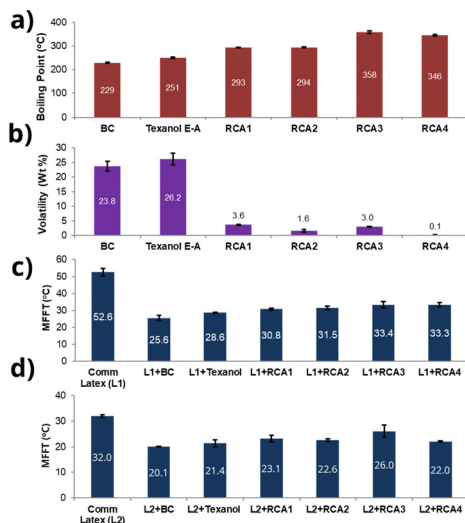 a)
Boiling Point (°C)
400
300
200
100
0
229
251
293
294
358
346
BC
Texanol E-A
RCA1
RCA2
RCA3
RCA4
b)
Volatility (Wt %)
30
25
20
15
10
5
0
23.8
26.2
3.6
1.6
3.0
0.1
BC
Texanol E-A
RCA1
RCA2
RCA3
RCA4
c)
MFFT (°C)
60
50
40
30
20
10
0
52.6
25.6
28.6
30.8
31.5
33.4
33.3
Comm
Latex (L1)
L1+BC
L1+Texanol
L1+RCA1
L1+RCA2
L1+RCA3
L1+RCA4
d)
MFFT (°C)
40
30
20
10
0
32.0
20.1
21.4
23.1
22.6
26.0
22.0
Comm
Latex (L2)
L2+BC
L2+Texanol
L2+RCA1
L2+RCA2
L2+RCA3
L2+RCA4